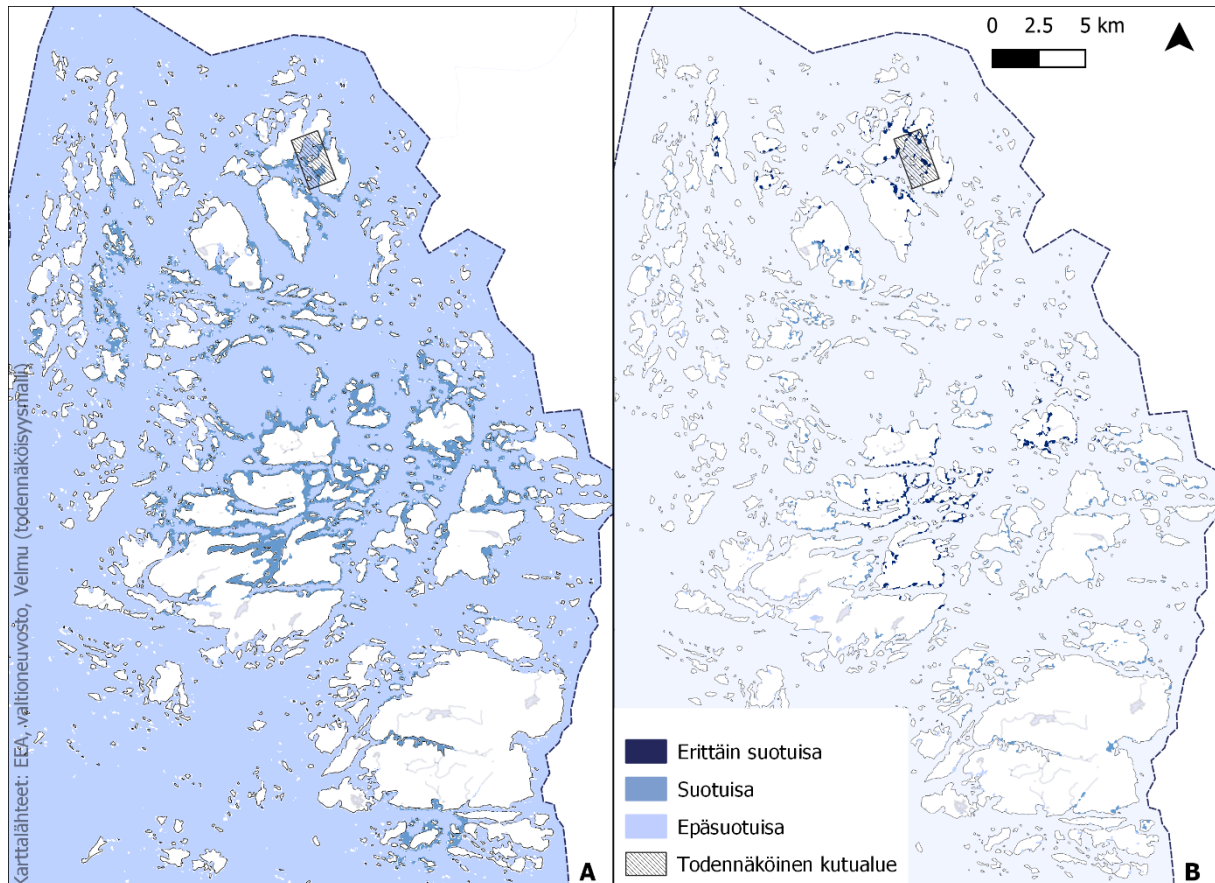 0 2.5 5 km
Karttalähteet: EEA, valtioneuvosto, Velmu (todennäköisyysmalli)
Erittäin suotuisa
Suotuisa
Epäsuotuisa
Todennäköinen kutualue
A
B